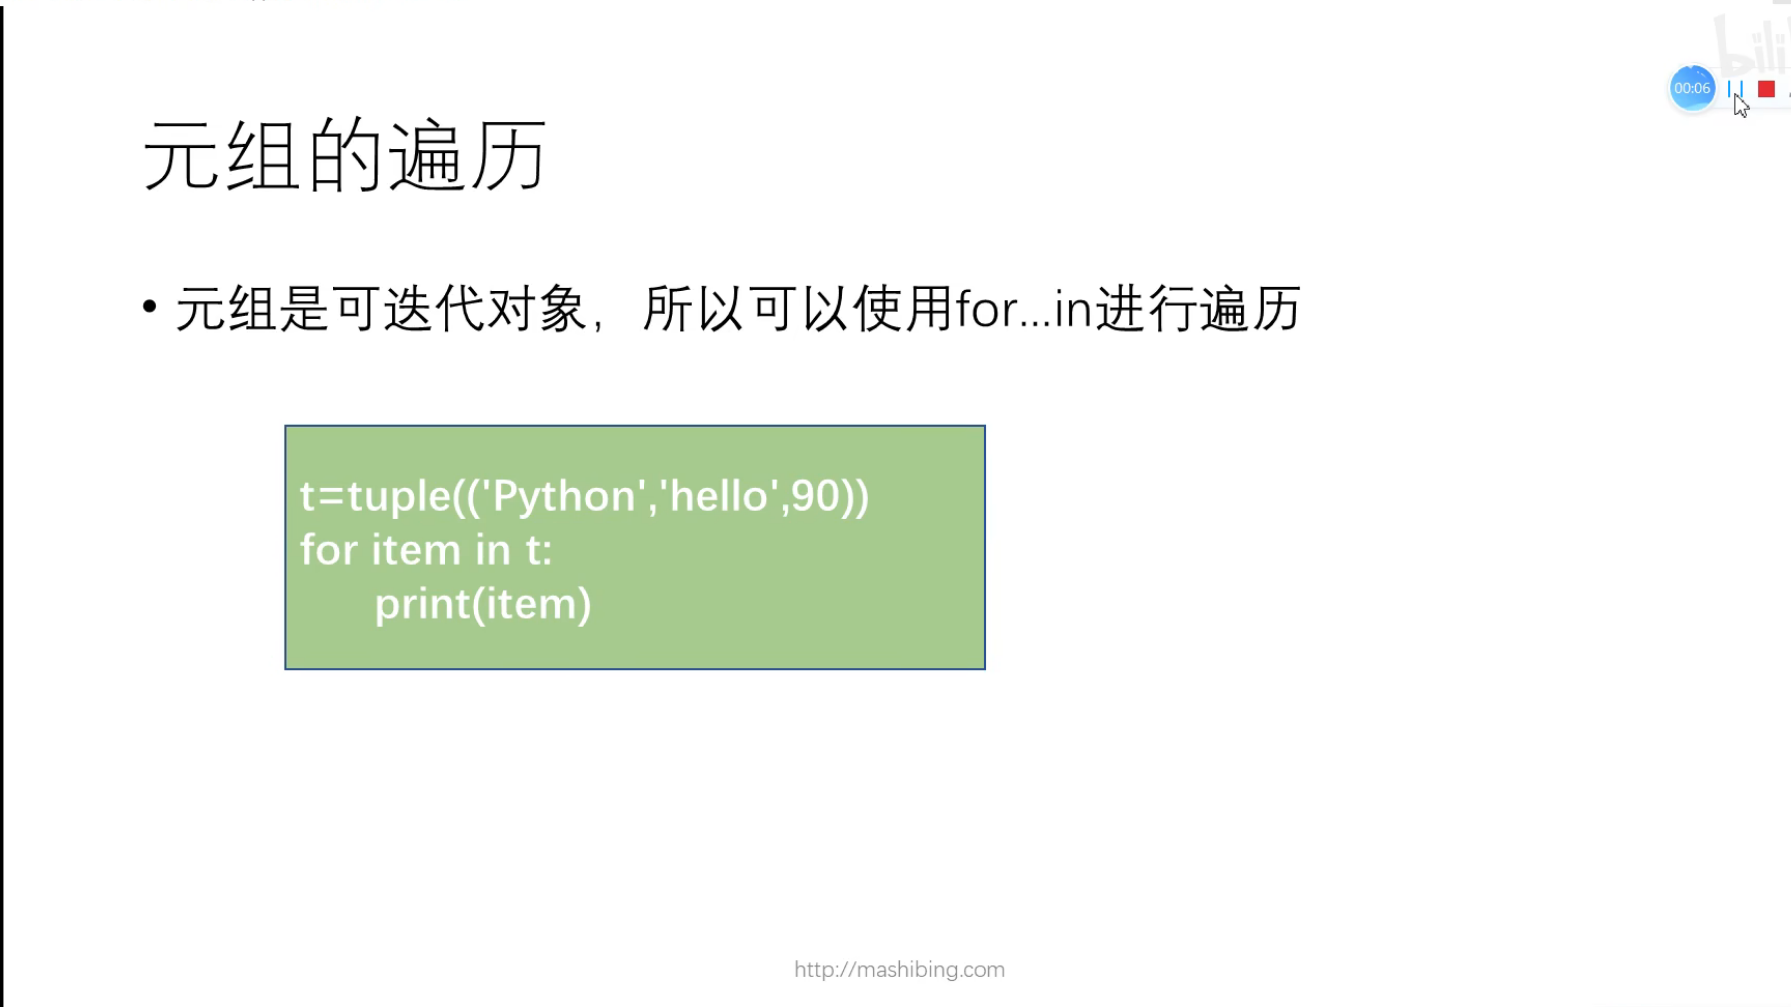 bili
00:06
元组的遍历
• 元组是可迭代对象，所以可以使用for...in进行遍历
t=tuple(('Python','hello',90))
for item in t:
print(item)
http://mashibing.com